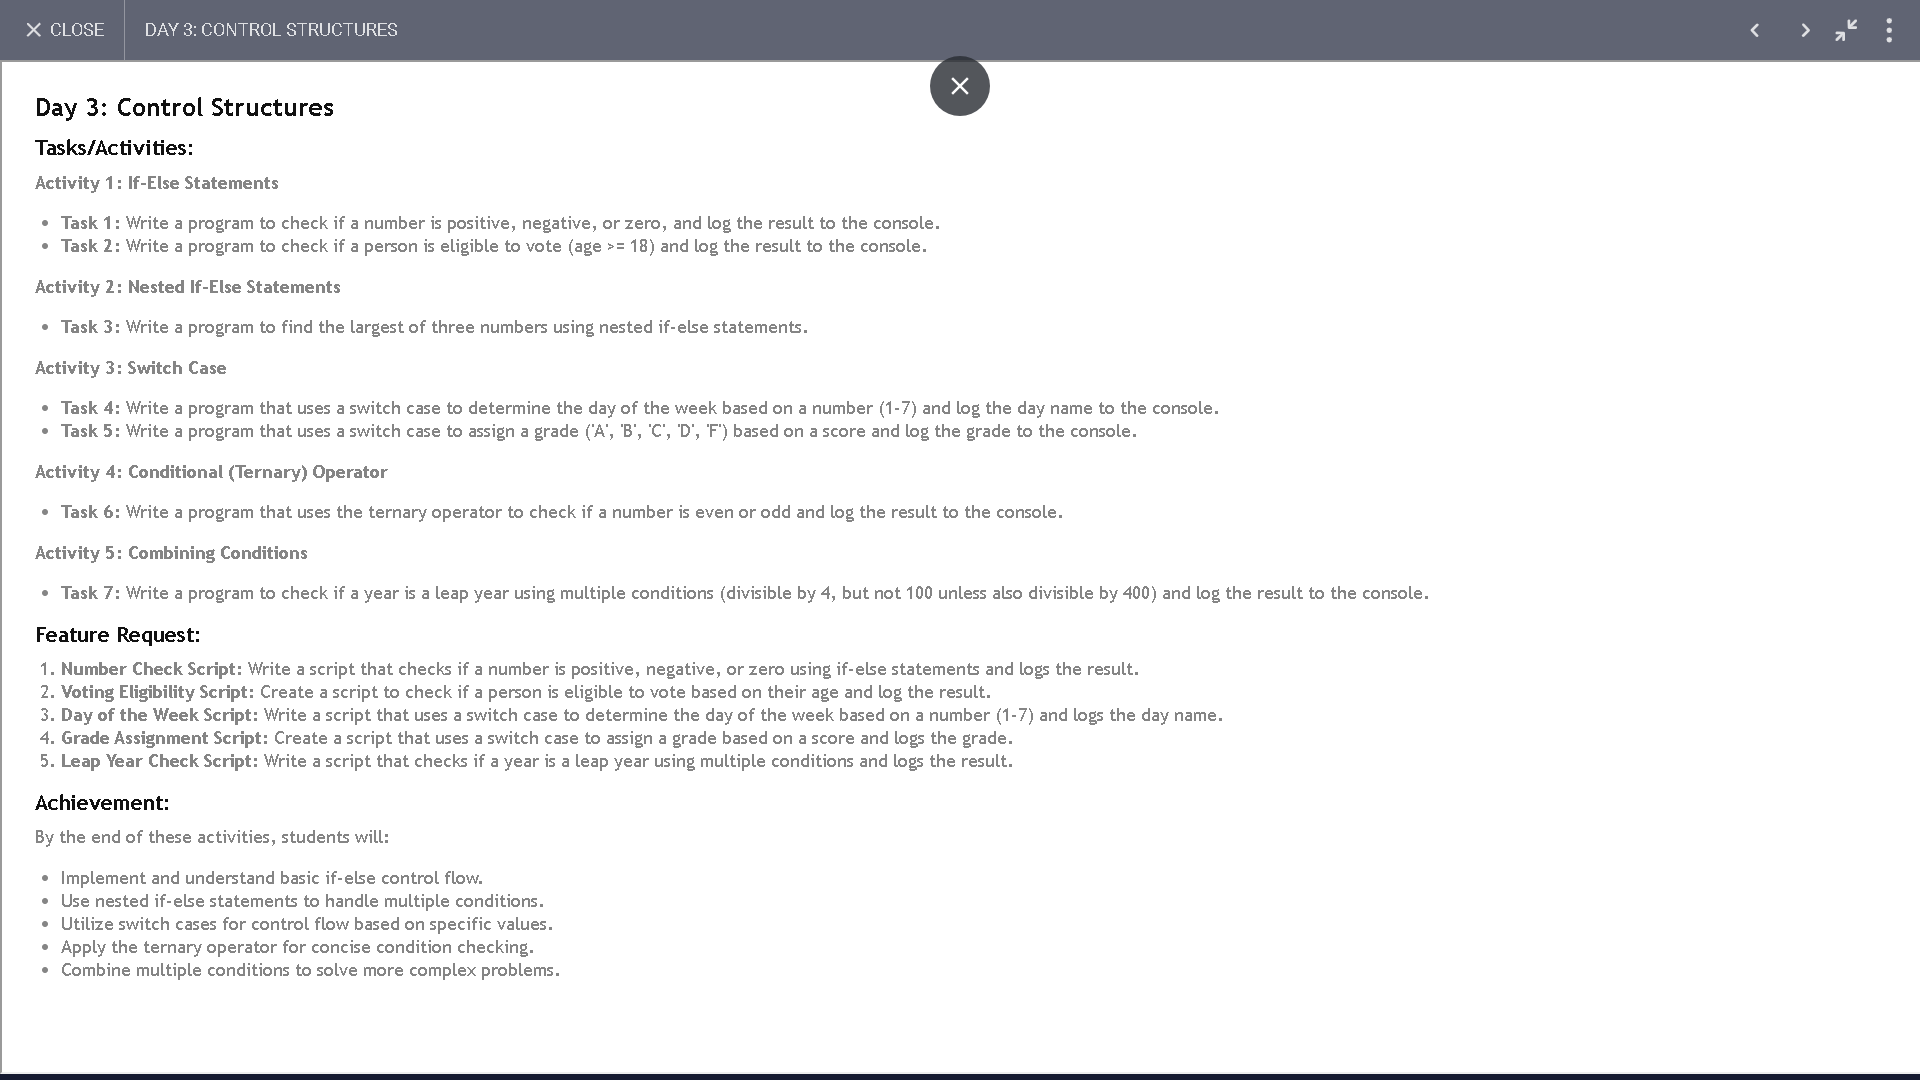 CLOSE
DAY 3: CONTROL STRUCTURES
Day 3: Control Structures
Tasks/Activities:
Activity 1: If-Else Statements
• Task 1: Write a program to check if a number is positive, negative, or zero, and log the result to the console.
• Task 2: Write a program to check if a person is eligible to vote (age >= 18) and log the result to the console.
Activity 2: Nested If-Else Statements
• Task 3: Write a program to find the largest of three numbers using nested if-else statements.
Activity 3: Switch Case
• Task 4: Write a program that uses a switch case to determine the day of the week based on a number (1-7) and log the day name to the console.
• Task 5: Write a program that uses a switch case to assign a grade ('A', 'B', 'C', 'D', 'F') based on a score and log the grade to the console.
Activity 4: Conditional (Ternary) Operator
• Task 6: Write a program that uses the ternary operator to check if a number is even or odd and log the result to the console.
Activity 5: Combining Conditions
• Task 7: Write a program to check if a year is a leap year using multiple conditions (divisible by 4, but not 100 unless also divisible by 400) and log the result to the console.
Feature Request:
1. Number Check Script: Write a script that checks if a number is positive, negative, or zero using if-else statements and logs the result.
2. Voting Eligibility Script: Create a script to check if a person is eligible to vote based on their age and log the result.
3. Day of the Week Script: Write a script that uses a switch case to determine the day of the week based on a number (1-7) and logs the day name.
4. Grade Assignment Script: Create a script that uses a switch case to assign a grade based on a score and logs the grade.
5. Leap Year Check Script: Write a script that checks if a year is a leap year using multiple conditions and logs the result.
Achievement:
By the end of these activities, students will:
• Implement and understand basic if-else control flow.
• Use nested if-else statements to handle multiple conditions.
• Utilize switch cases for control flow based on specific values.
• Apply the ternary operator for concise condition checking.
• Combine multiple conditions to solve more complex problems.